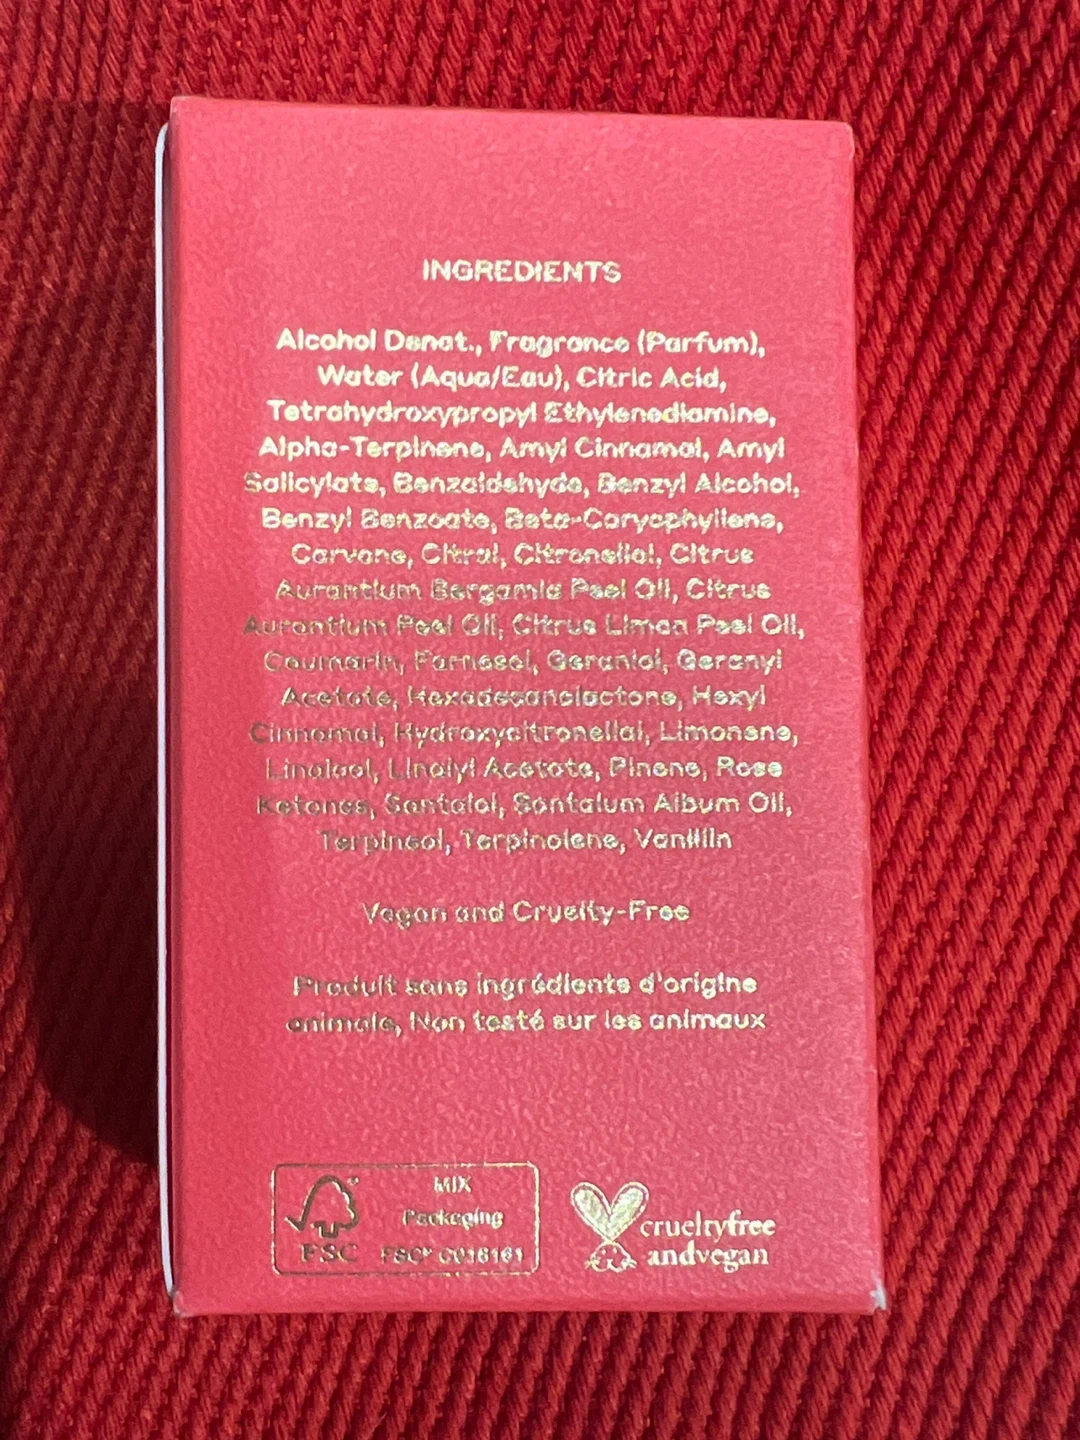 INGREDIENTS
Alcohol Denat., Fragrance (Parfum),
Water (Aqua/Eau), Citric Acid,
Tetrahydroxypropyl Ethylenediamine,
Alpha-Terpinene, Amyl Cinnamal, Amyl
Salicylate, Benzaldehyde, Benzyl Alcohol,
Benzyl Benzoate, Beta-Caryophyllene,
Carvone, Citral, Citronellol, Citrus
Aurantium Bergamia Peel Oil, Citrus
Aurantium Peel Oil, Citrus Limon Peel Oil,
Coumarin, Farnesol, Geraniol, Geranyl
Acetate, Hexadecanolactone, Hexyl
Cinnamal, Hydroxycitronellal, Limonene,
Linalool, Linalyl Acetate, Pinene, Rose
Ketones, Santalol, Santalum Album Oil,
Terpineol, Terpinolene, Vanillin
Vegan and Cruelty-Free
Produit sans ingrédients d'origine
animale, Non testé sur les animaux
MIX
Packaging
FSC
FSC® C016161
crueltyfree
andvegan